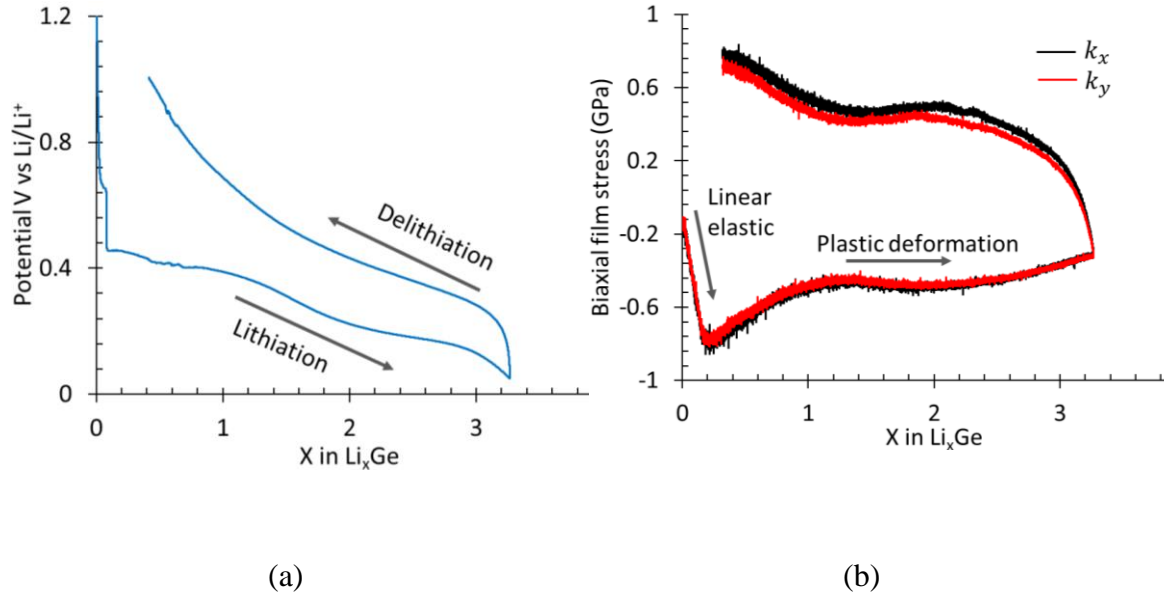 1.2
0.8
0.4
0
0
1
2
3
Potential V vs Li/Li⁺
X in LiₓGe
Delithiation
Lithiation
(a)
1
0.6
0.2
-0.2
-0.6
-1
0
1
2
3
Biaxial film stress (GPa)
X in LiₓGe
kₓ
k_y
Linear
elastic
Plastic deformation
(b)